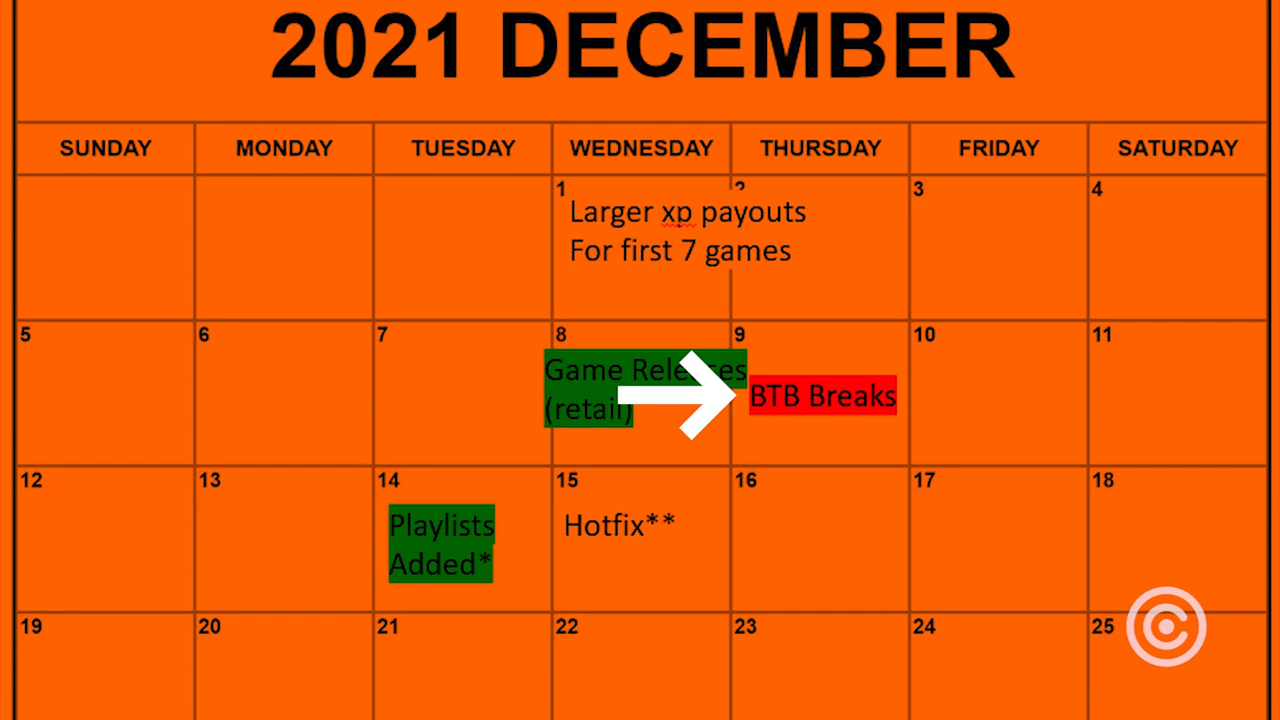 2021 DECEMBER
SUNDAY MONDAY TUESDAY WEDNESDAY THURSDAY FRIDAY SATURDAY
1 2 3 4
Larger xp payouts
For first 7 games
5 6 7 8 9 10 11
Game Releases
(retail)
BTB Breaks
12 13 14 15 16 17 18
Playlists
Added*
Hotfix**
19 20 21 22 23 24 25